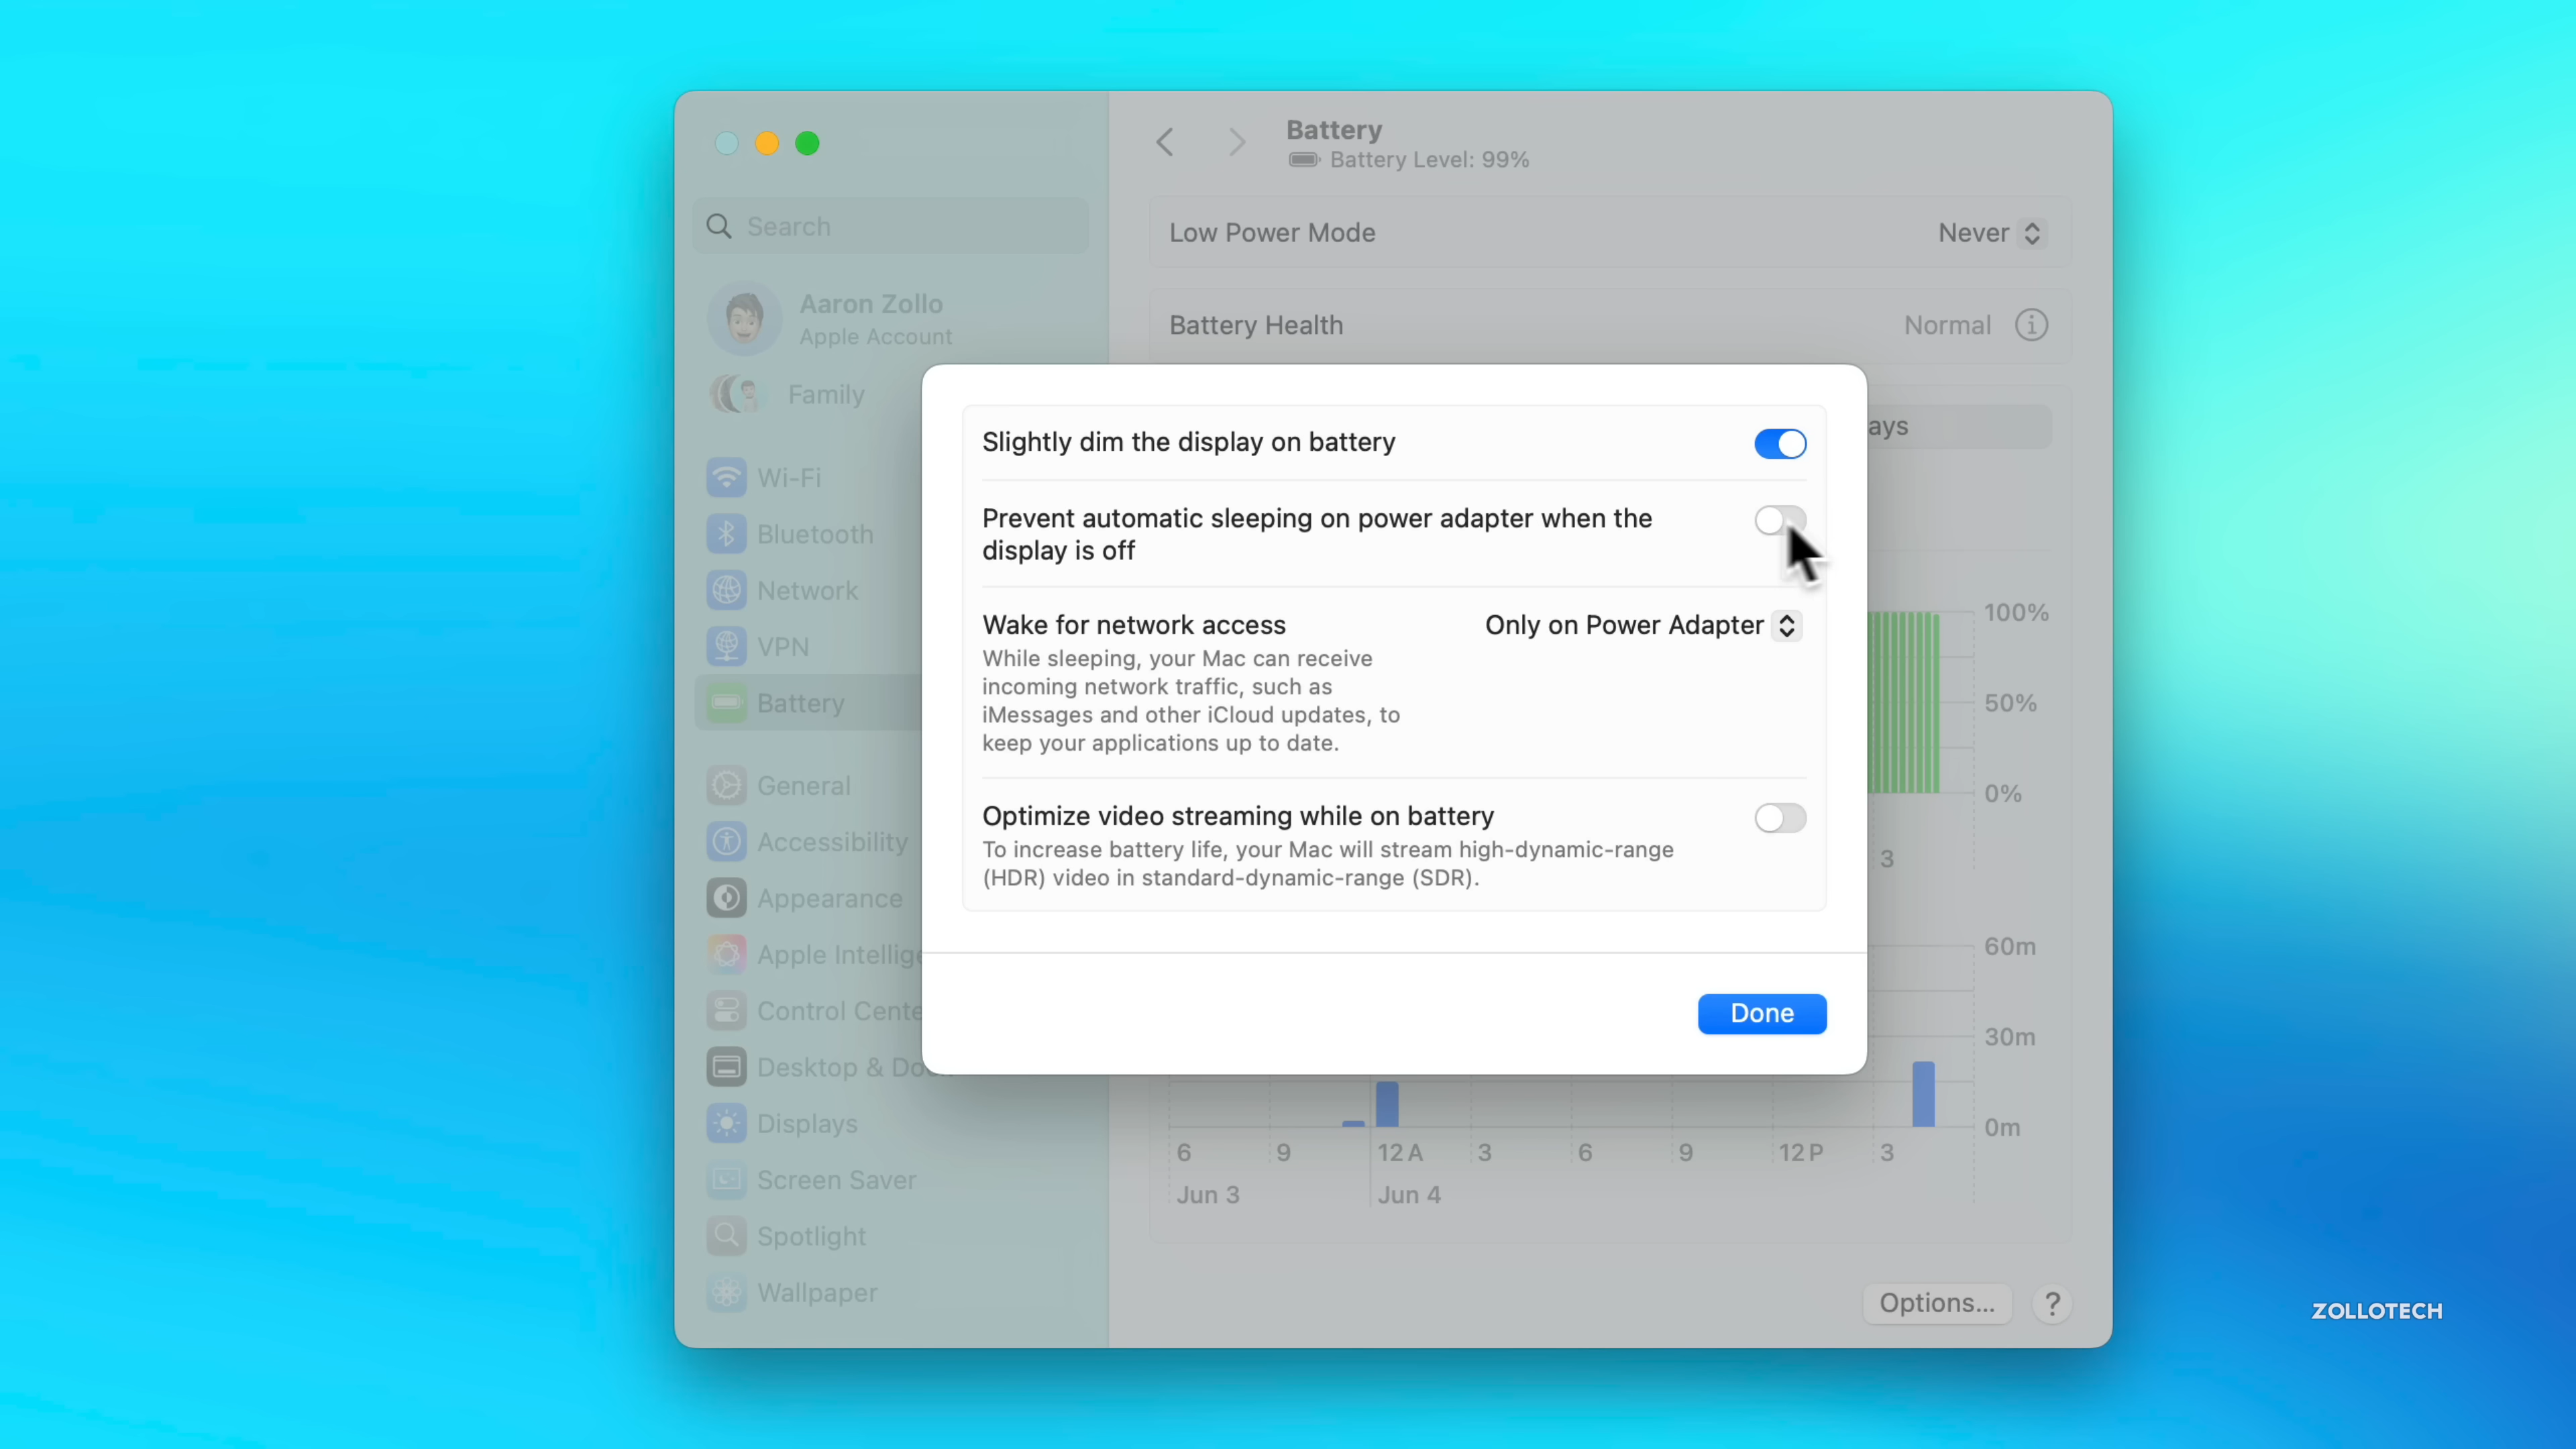 Battery
Battery Level: 99%
Search
Aaron Zollo
Apple Account
Family
Wi-Fi
Bluetooth
Network
VPN
Battery
General
Accessibility
Appearance
Apple Intellige
Control Cente
Desktop & Do
Displays
Screen Saver
Spotlight
Wallpaper
Low Power Mode
Never
Battery Health
Normal
ays
Slightly dim the display on battery
Prevent automatic sleeping on power adapter when the
display is off
Wake for network access
Only on Power Adapter
While sleeping, your Mac can receive
incoming network traffic, such as
iMessages and other iCloud updates, to
keep your applications up to date.
Optimize video streaming while on battery
To increase battery life, your Mac will stream high-dynamic-range
(HDR) video in standard-dynamic-range (SDR).
Done
100%
50%
0%
3
60m
30m
0m
6 9 12 A 3 6 9 12 P 3
Jun 3 Jun 4
Options...
?
ZOLLOTECH